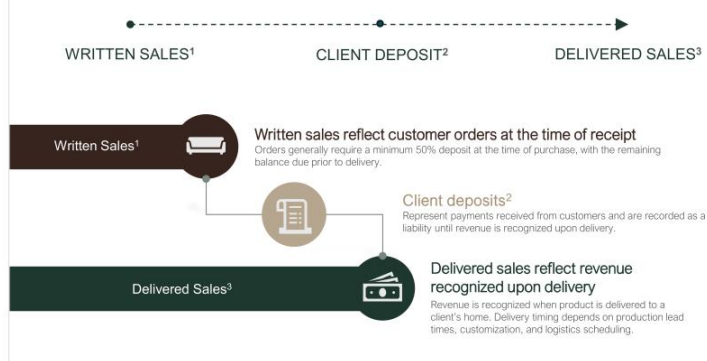 WRITTEN SALES¹
CLIENT DEPOSIT²
DELIVERED SALES³
Written Sales¹
Written sales reflect customer orders at the time of receipt
Orders generally require a minimum 50% deposit at the time of purchase, with the remaining
balance due prior to delivery.
Client deposits²
Represent payments received from customers and are recorded as a
liability until revenue is recognized upon delivery.
Delivered Sales³
Delivered sales reflect revenue
recognized upon delivery
Revenue is recognized when product is delivered to a
client's home. Delivery timing depends on production lead
times, customization, and logistics scheduling.